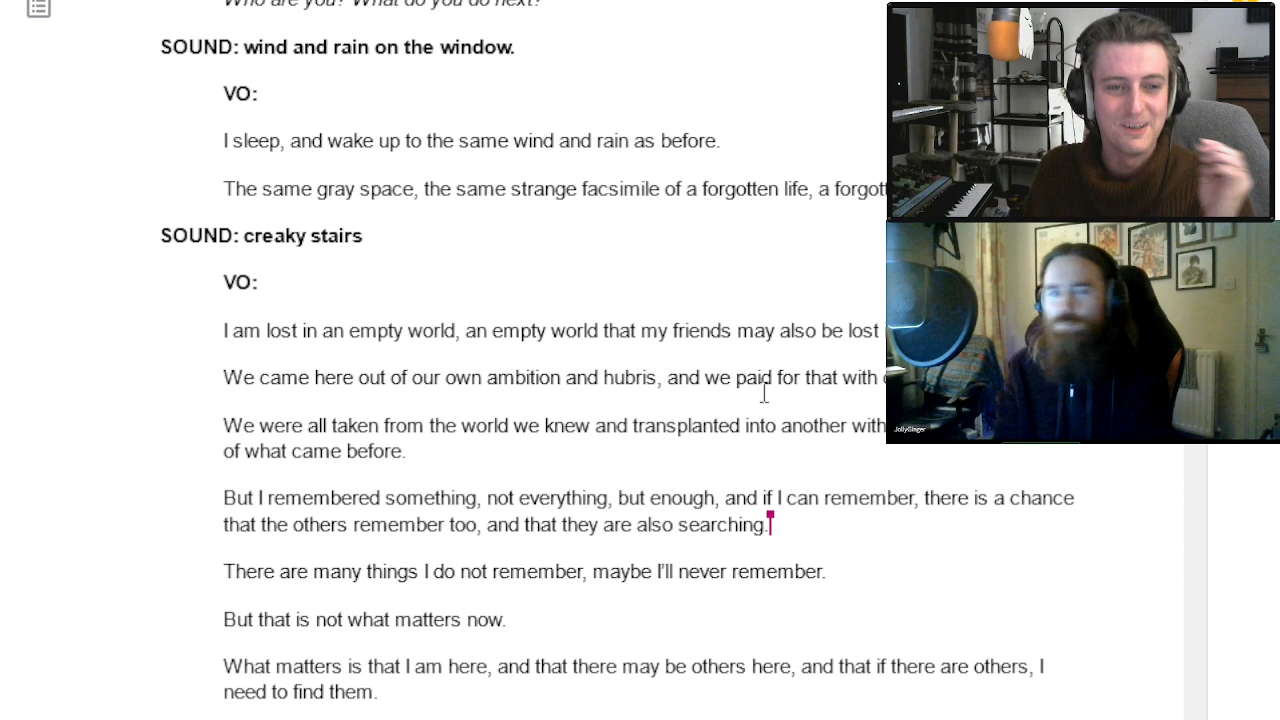 Who are you? What do you do next?
SOUND: wind and rain on the window.
VO:
I sleep, and wake up to the same wind and rain as before.
The same gray space, the same strange facsimile of a forgotten life, a
SOUND: creaky stairs
VO:
I am lost in an empty world, an empty world that my friends may also be lost
We came here out of our own ambition and hubris, and we paid for that with
We were all taken from the world we knew and transplanted into another with
of what came before.
But I remembered something, not everything, but enough, and if I can remember, there is a chance
that the others remember too, and that they are also searching.
There are many things I do not remember, maybe I'll never remember.
But that is not what matters now.
What matters is that I am here, and that there may be others here, and that if there are others, I
need to find them.
JollyGinger